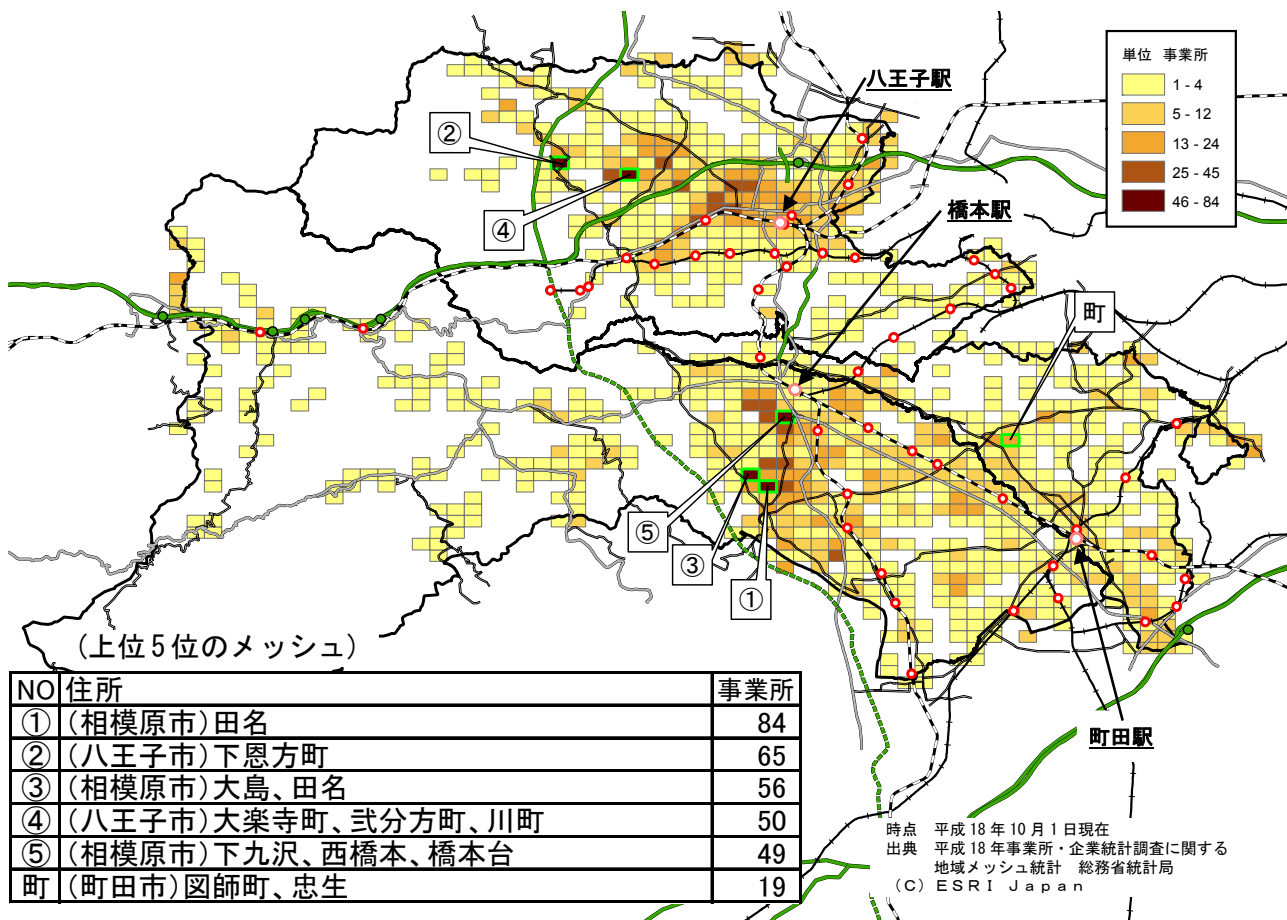 単位 事業所
1 - 4
5 - 12
13 - 24
25 - 45
46 - 84
八王子駅
②
④
橋本駅
町
⑤
③
①
町田駅
(上位5位のメッシュ)
NO 住所 事業所
① (相模原市)田名 84
② (八王子市)下恩方町 65
③ (相模原市)大島、田名 56
④ (八王子市)大楽寺町、弐分方町、川町 50
⑤ (相模原市)下九沢、西橋本、橋本台 49
町 (町田市)図師町、忠生 19
時点 平成18年10月1日現在
出典 平成18年事業所・企業統計調査に関する
地域メッシュ統計 総務省統計局
(C) ESRI Japan